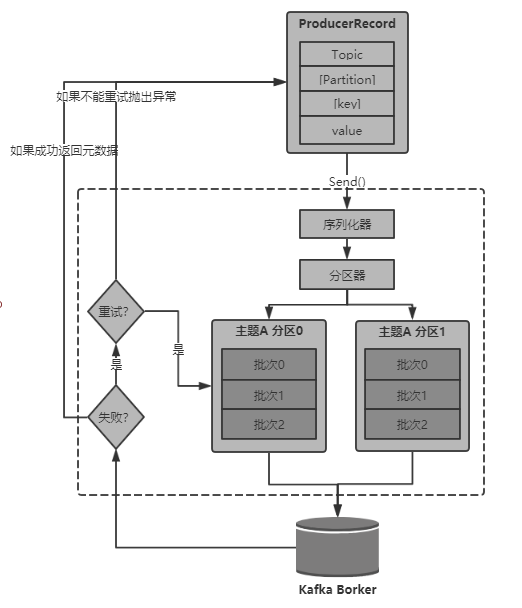 ProducerRecord
Topic
[Partition]
[key]
value
如果不能重试抛出异常
如果成功返回元数据
Send()
序列化器
分区器
重试?
是
主题A 分区0
主题A 分区1
批次0
批次0
批次1
批次1
批次2
批次2
是
失败?
Kafka Borker